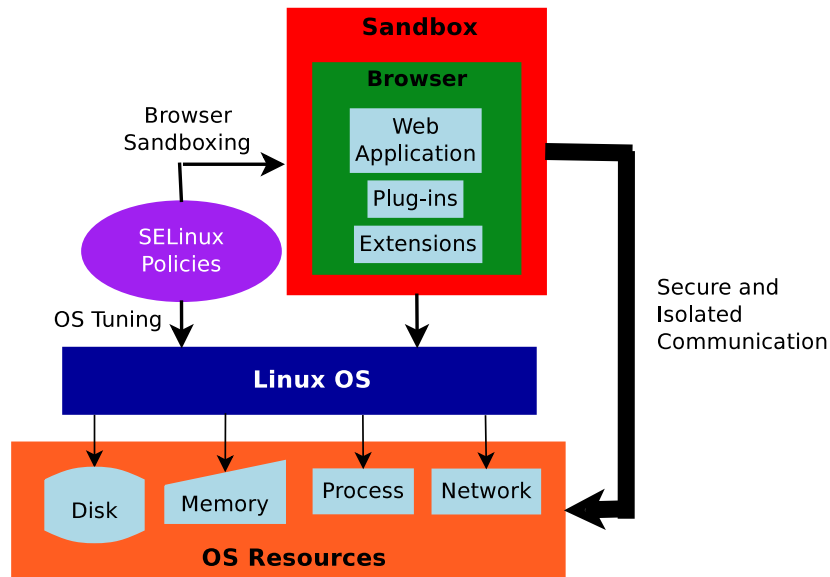 Sandbox
Browser
Web
Application
Plug-ins
Extensions
Browser
Sandboxing
SELinux
Policies
OS Tuning
Secure and
Isolated
Communication
Linux OS
Disk
Memory
Process
Network
OS Resources